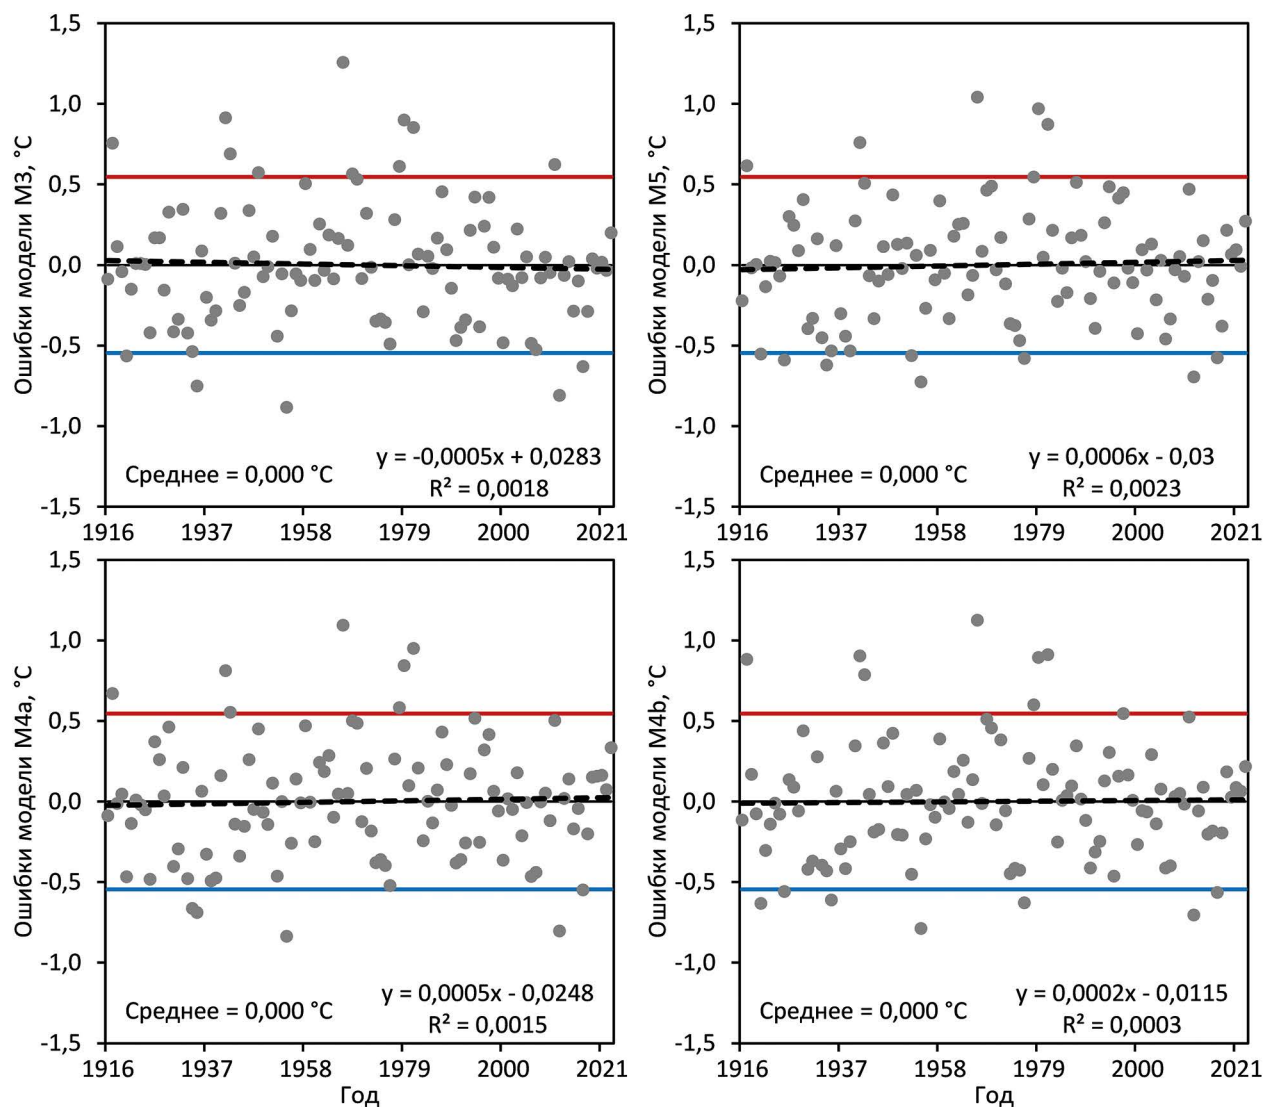 Ошибки модели М3, °C
1,5
1,0
0,5
0,0
-0,5
-1,0
-1,5
y = -0,0005x + 0,0283
Среднее = 0,000 °C
R² = 0,0018
1916 1937 1958 1979 2000 2021
Ошибки модели М5, °C
1,5
1,0
0,5
0,0
-0,5
-1,0
-1,5
y = 0,0006x - 0,03
Среднее = 0,000 °C
R² = 0,0023
1916 1937 1958 1979 2000 2021
Ошибки модели М4a, °C
1,5
1,0
0,5
0,0
-0,5
-1,0
-1,5
y = 0,0005x - 0,0248
Среднее = 0,000 °C
R² = 0,0015
1916 1937 1958 1979 2000 2021
Год
Ошибки модели М4b, °C
1,5
1,0
0,5
0,0
-0,5
-1,0
-1,5
y = 0,0002x - 0,0115
Среднее = 0,000 °C
R² = 0,0003
1916 1937 1958 1979 2000 2021
Год